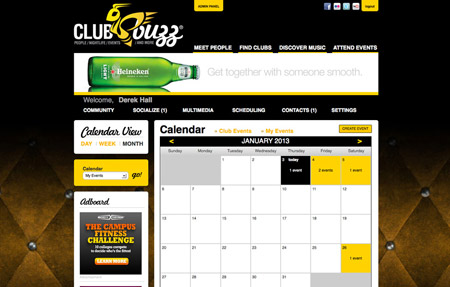 ADMIN PANEL
signout
CLUB Buzz
PEOPLE / NIGHTLIFE / EVENTS / AND MORE
MEET PEOPLE FIND CLUBS DISCOVER MUSIC ATTEND EVENTS
Heineken
Get together with someone smooth.
Welcome, Derek Hall
COMMUNITY SOCIALIZE (1) MULTIMEDIA SCHEDULING CONTACTS (1) SETTINGS
Calendar View
DAY / WEEK / MONTH
Calendar
My Events
go!
Adboard
THE CAMPUS
FITNESS
CHALLENGE
LEARN MORE
Calendar
+ Club Events + My Events
CREATE EVENT
< JANUARY 2013 >
Sunday Monday Tuesday Wednesday Thursday Friday Saturday
1 2 3 today 4 5
1 event 2 events 1 event
6 7 8 9 10 11 12
13 14 15 16 17 18 19
20 21 22 23 24 25 26
1 event
27 28 29 30 31